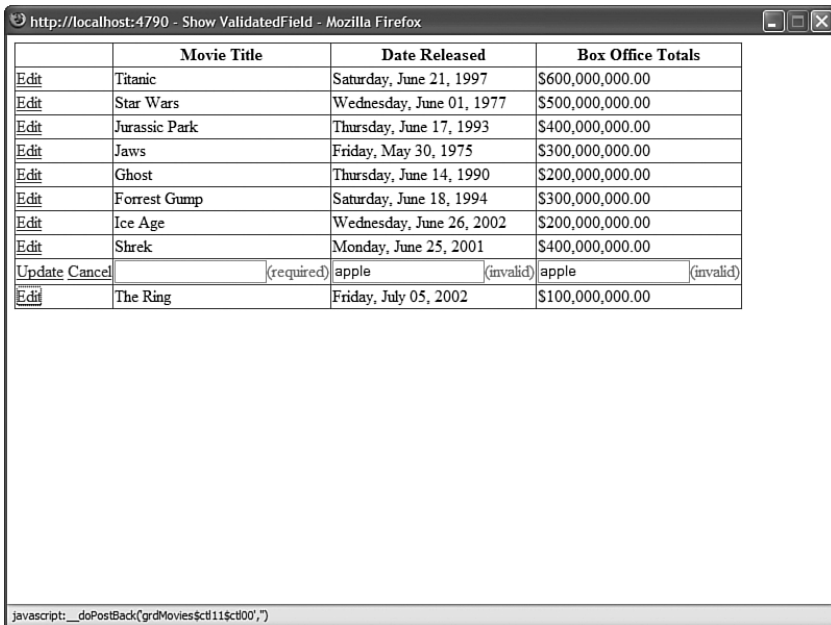 http://localhost:4790 - Show ValidatedField - Mozilla Firefox
Movie Title Date Released Box Office Totals
Edit Titanic Saturday, June 21, 1997 $600,000,000.00
Edit Star Wars Wednesday, June 01, 1977 $500,000,000.00
Edit Jurassic Park Thursday, June 17, 1993 $400,000,000.00
Edit Jaws Friday, May 30, 1975 $300,000,000.00
Edit Ghost Thursday, June 14, 1990 $200,000,000.00
Edit Forrest Gump Saturday, June 18, 1994 $300,000,000.00
Edit Ice Age Wednesday, June 26, 2002 $200,000,000.00
Edit Shrek Monday, June 25, 2001 $400,000,000.00
Update Cancel (required) apple (invalid) apple (invalid)
Edit The Ring Friday, July 05, 2002 $100,000,000.00
javascript:__doPostBack('grdMovies$ctl11$ctl00','')